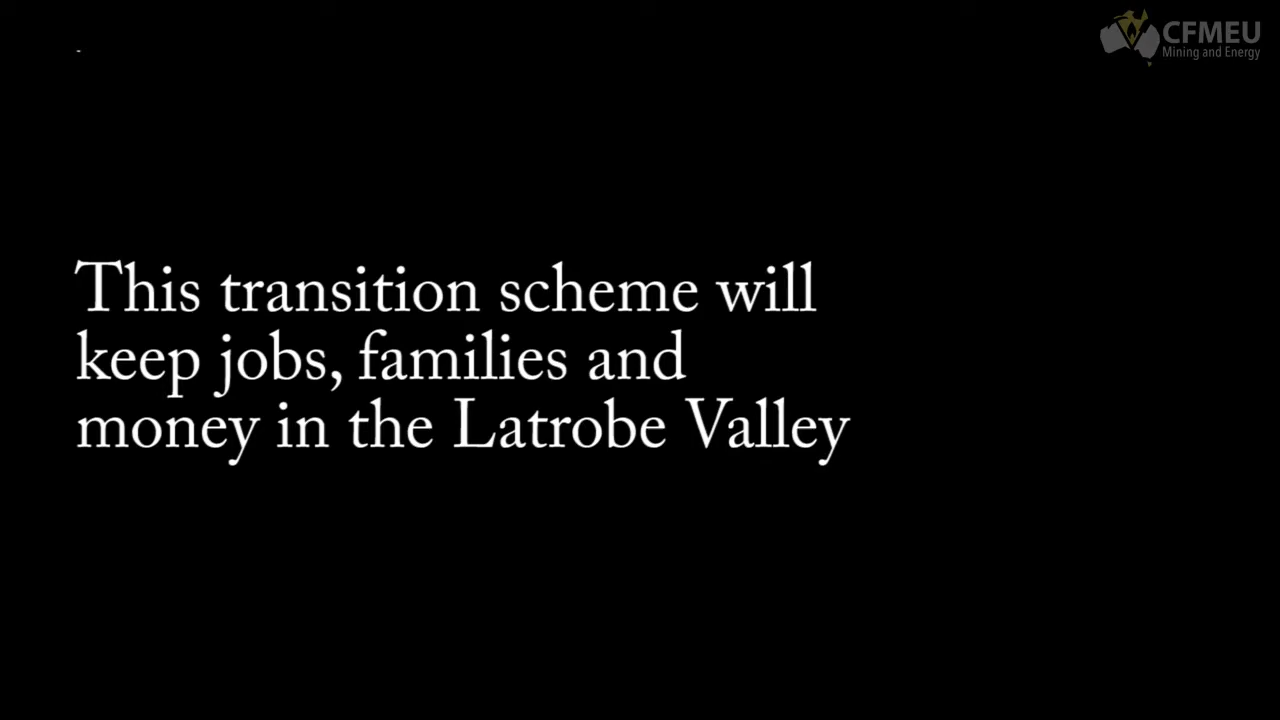 CFMEU
Mining and Energy
-
This transition scheme will
keep jobs, families and
money in the Latrobe Valley